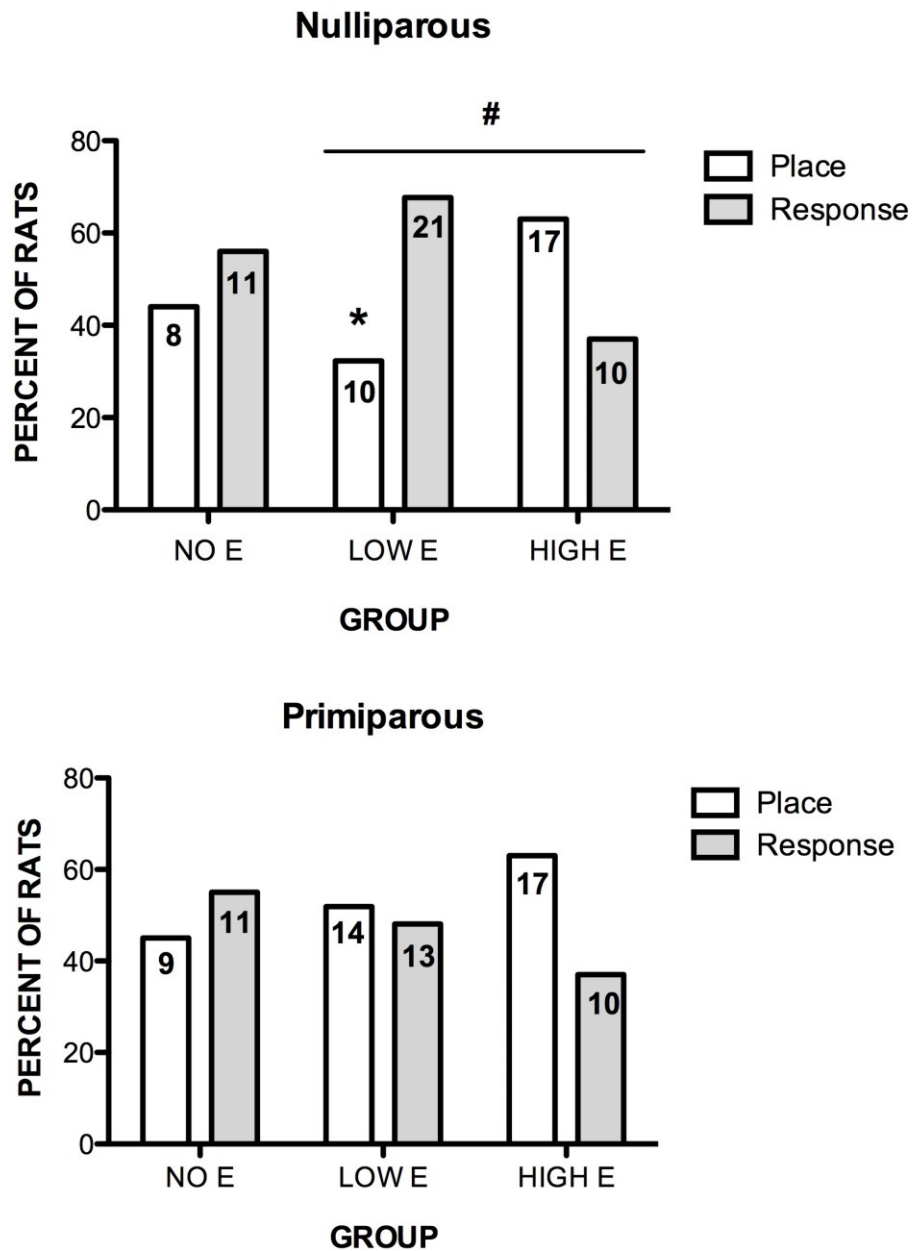 Nulliparous
#
80
60
40
20
0
PERCENT OF RATS
Place
Response
8
11
*
10
21
17
10
NO E
LOW E
HIGH E
GROUP
Primiparous
80
60
40
20
0
PERCENT OF RATS
Place
Response
9
11
14
13
17
10
NO E
LOW E
HIGH E
GROUP